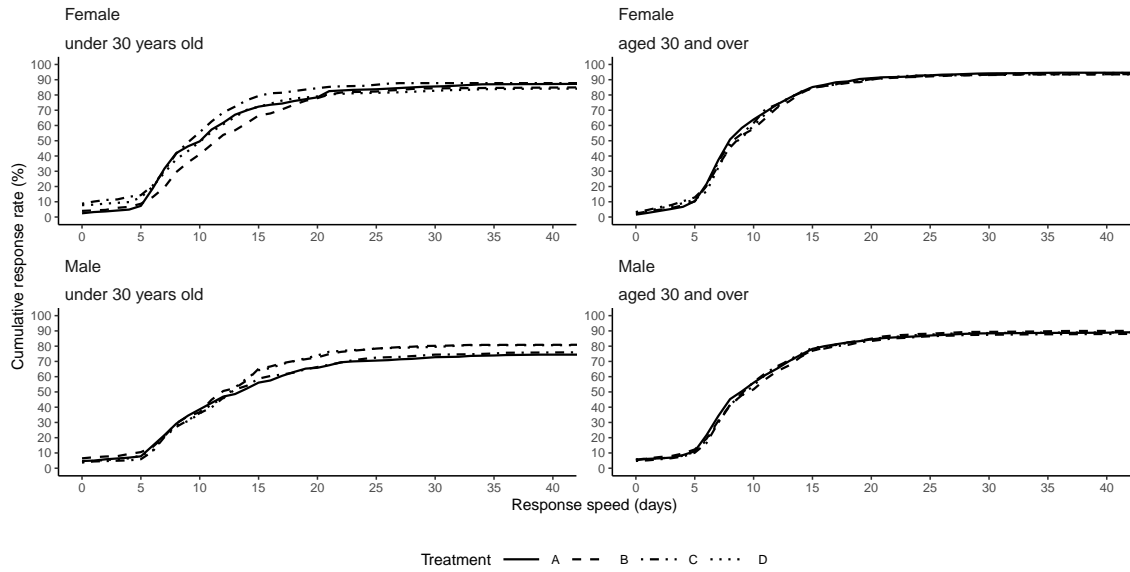 Female
under 30 years old
Female
aged 30 and over
100
90
80
70
60
50
40
30
20
10
0
0 5 10 15 20 25 30 35 40
100
90
80
70
60
50
40
30
20
10
0
0 5 10 15 20 25 30 35 40
Cumulative response rate (%)
Male
under 30 years old
Male
aged 30 and over
100
90
80
70
60
50
40
30
20
10
0
0 5 10 15 20 25 30 35 40
100
90
80
70
60
50
40
30
20
10
0
0 5 10 15 20 25 30 35 40
Response speed (days)
Treatment A B C D